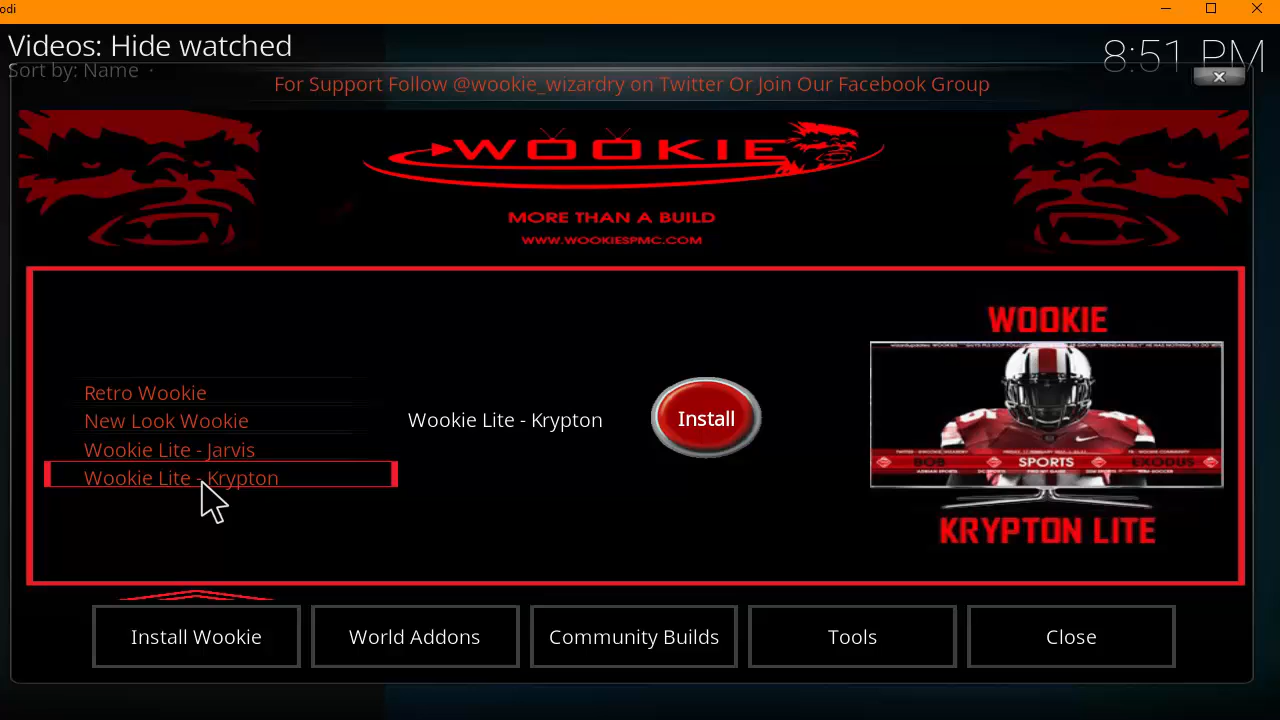 odi
Videos: Hide watched
8:51 PM
Sort by: Name ·
For Support Follow @wookie_wizardry on Twitter Or Join Our Facebook Group
WOOKIE
MORE THAN A BUILD
WWW.WOOKIESPMC.COM
Retro Wookie
New Look Wookie
Wookie Lite - Jarvis
Wookie Lite - Krypton
Wookie Lite - Krypton
Install
WOOKIE
BOB SPORTS EXODUS
KRYPTON LITE
Install Wookie
World Addons
Community Builds
Tools
Close